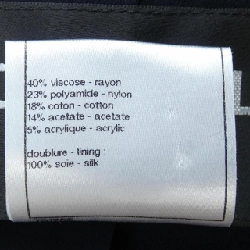 40% viscose - rayon
23% polyamide - nylon
18% coton - cotton
14% acetate - acetate
5% acrylique - acrylic
doublure - lining :
100% soie - silk